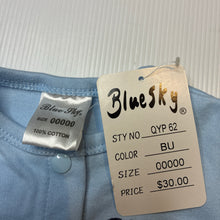 Blue Sky
SIZE 00000
100% COTTON
BlueSky®
STY NO QYP 62
COLOR BU
SIZE 00000
PRICE $30.00